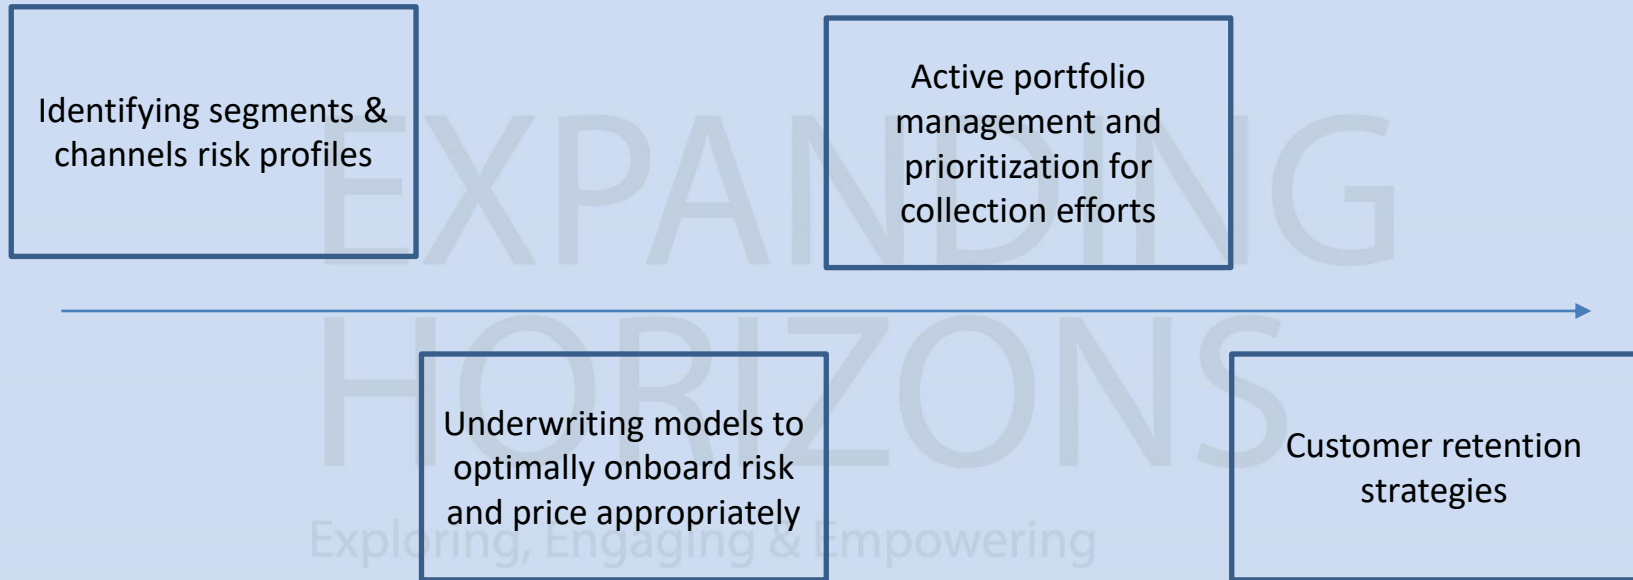 Identifying segments &
channels risk profiles
Active portfolio
management and
prioritization for
collection efforts
EXPANDING
HORIZONS
Underwriting models to
optimally onboard risk
and price appropriately
Customer retention
strategies
Exploring, Engaging & Empowering